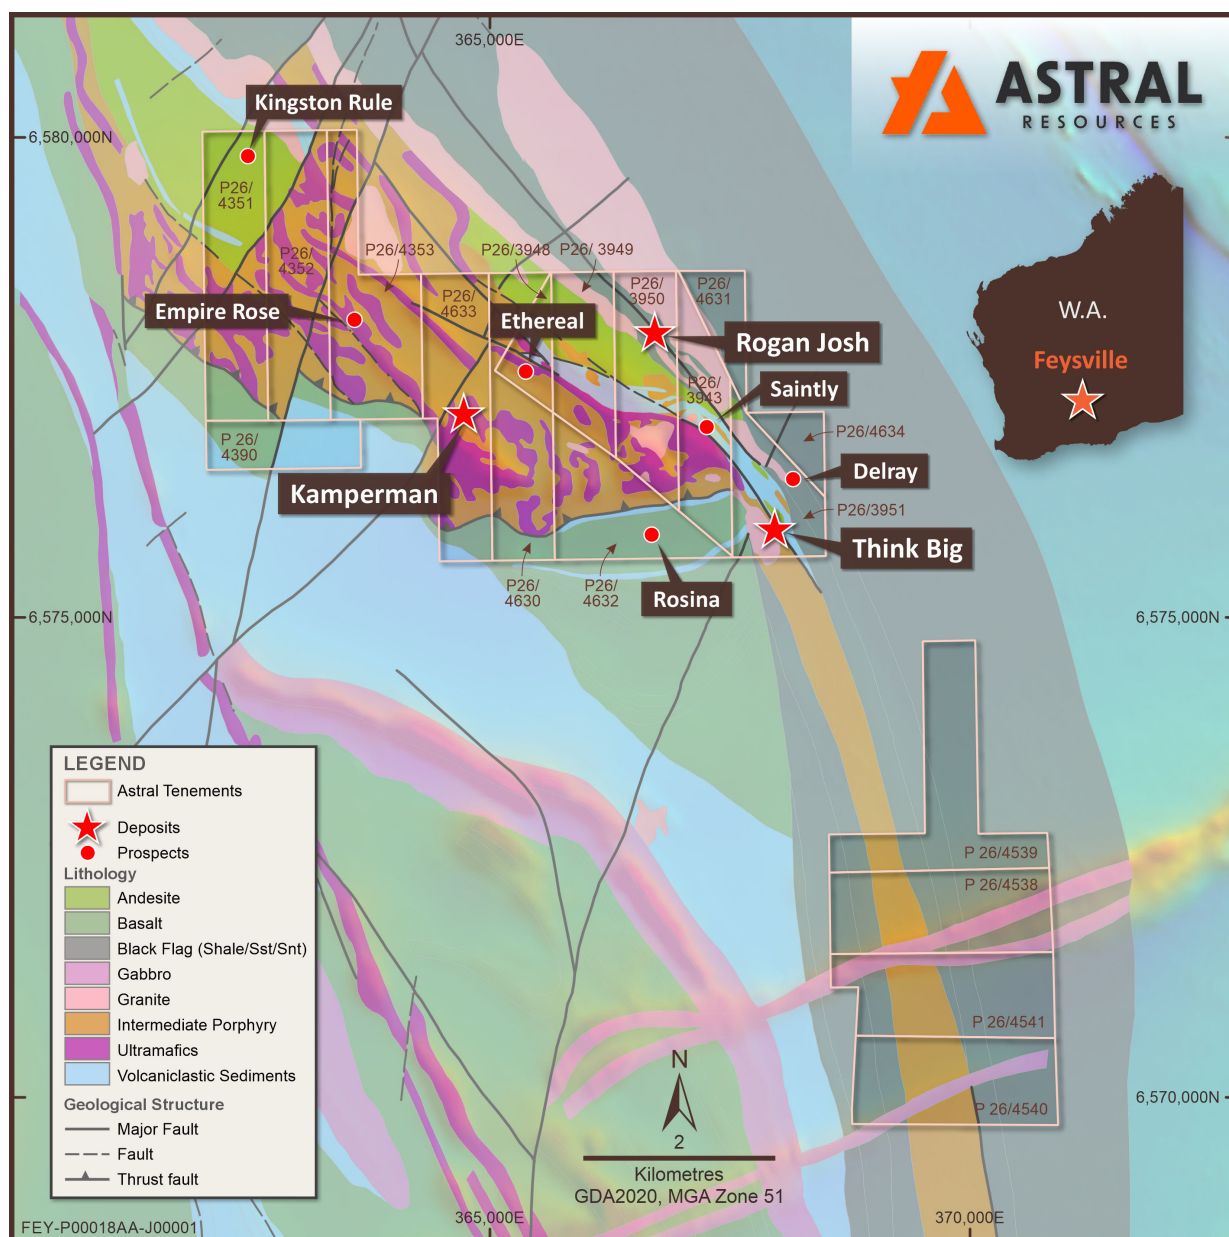 365,000E
ASTRAL
RESOURCES
Kingston Rule
6,580,000N
P26/
4351
W.A.
Feysville
P26/
4352
P26/4353
P26/3948
P26/ 3949
P26/
4633
P26/
3950
P26/
4631
Empire Rose
Ethereal
Rogan Josh
Saintly
P26/
3943
P26/4634
P 26/
4390
Delray
Kamperman
P26/3951
Think Big
P26/
4630
P26/
4632
Rosina
6,575,000N
6,575,000N
LEGEND
Astral Tenements
Deposits
Prospects
Lithology
Andesite
Basalt
Black Flag (Shale/Sst/Snt)
Gabbro
Granite
Intermediate Porphyry
Ultramafics
Volcaniclastic Sediments
Geological Structure
Major Fault
Fault
Thrust fault
P 26/4539
P 26/4538
P 26/4541
P 26/4540
6,570,000N
N
2
Kilometres
GDA2020, MGA Zone 51
FEY-P00018AA-J00001
365,000E
370,000E